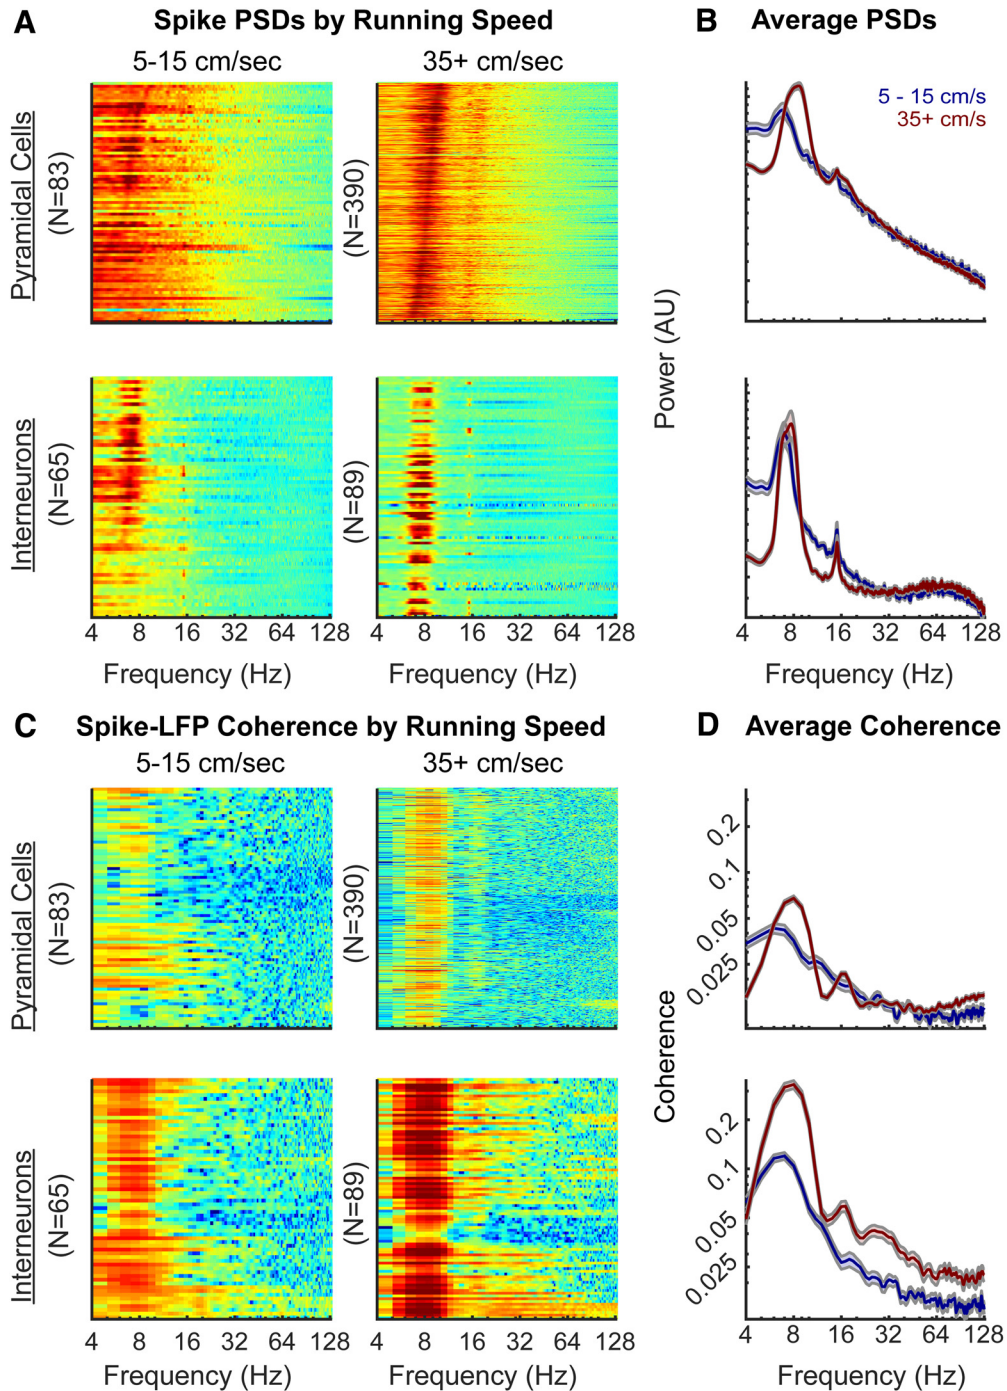 A Spike PSDs by Running Speed
5-15 cm/sec 35+ cm/sec
Pyramidal Cells
(N=83)
(N=390)
Interneurons
(N=65)
(N=89)
4 8 16 32 64 128
4 8 16 32 64 128
Frequency (Hz)
Frequency (Hz)
B Average PSDs
5 - 15 cm/s
35+ cm/s
Power (AU)
4 8 16 32 64 128
Frequency (Hz)
C Spike-LFP Coherence by Running Speed
5-15 cm/sec 35+ cm/sec
Pyramidal Cells
(N=83)
(N=390)
Interneurons
(N=65)
(N=89)
4 8 16 32 64 128
4 8 16 32 64 128
Frequency (Hz)
Frequency (Hz)
D Average Coherence
0.2
0.1
0.05
0.025
Coherence
0.2
0.1
0.05
0.025
4 8 16 32 64 128
Frequency (Hz)